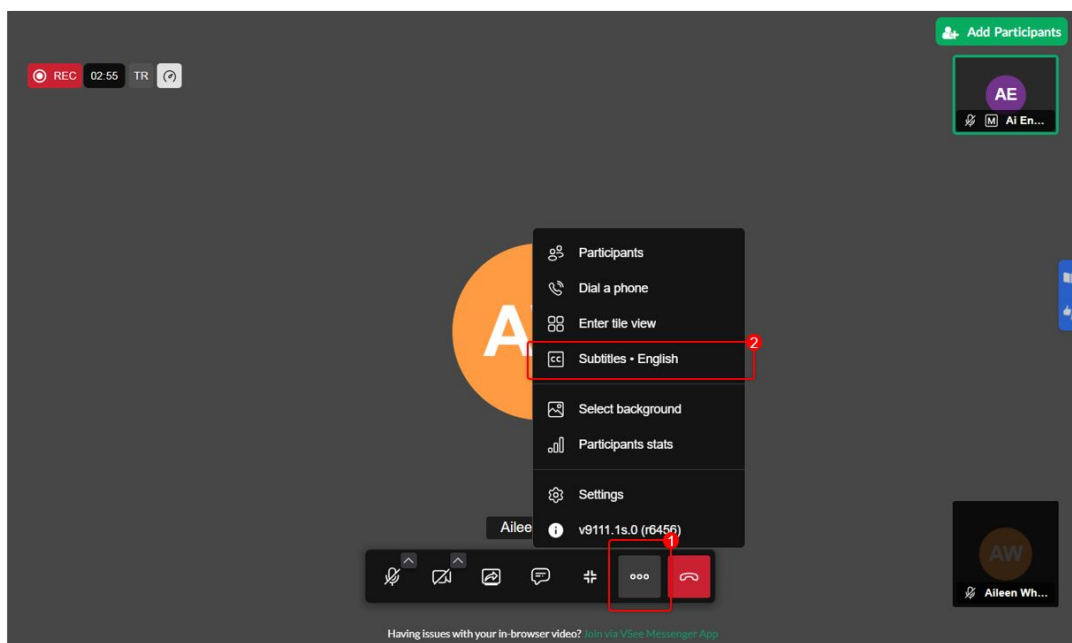 Add Participants
REC 02:55 TR
AE
M Ai En...
Participants
Dial a phone
Enter tile view
A
2
CC Subtitles • English
Select background
Participants stats
Settings
Ailee
v9111.1s.0 (r6456)
1
AW
Aileen Wh...
Having issues with your in-browser video? Join via VSee Messenger App